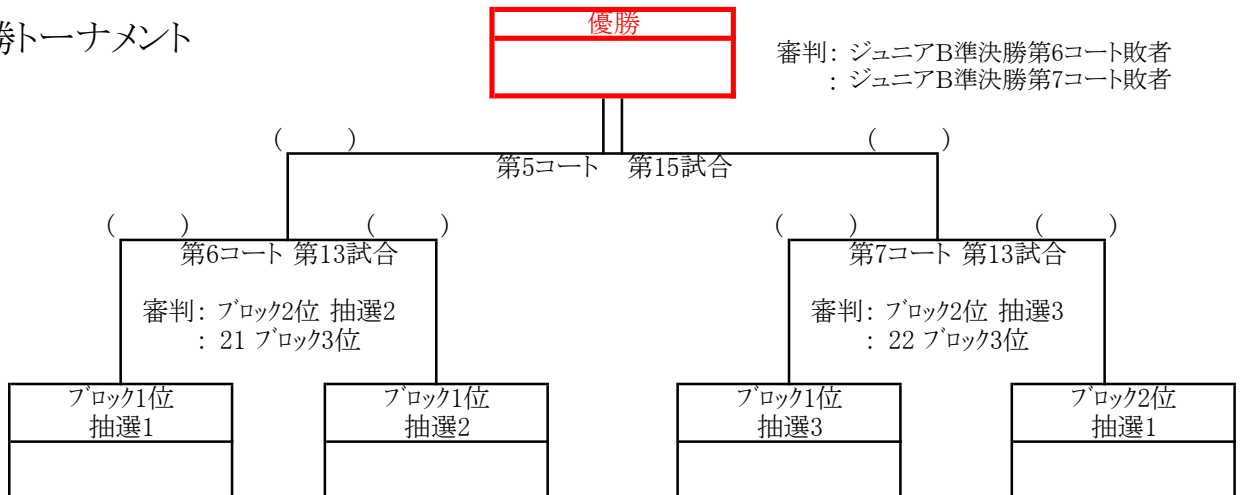 勝トーナメント
優勝
審判: ジュニアB準決勝第6コート敗者
: ジュニアB準決勝第7コート敗者
( ) ( )
第5コート 第15試合
( ) ( ) ( ) ( )
第6コート 第13試合 第7コート 第13試合
審判: ブロック2位 抽選2 審判: ブロック2位 抽選3
: 21 ブロック3位 : 22 ブロック3位
ブロック1位 ブロック1位 ブロック1位 ブロック2位
抽選1 抽選2 抽選3 抽選1